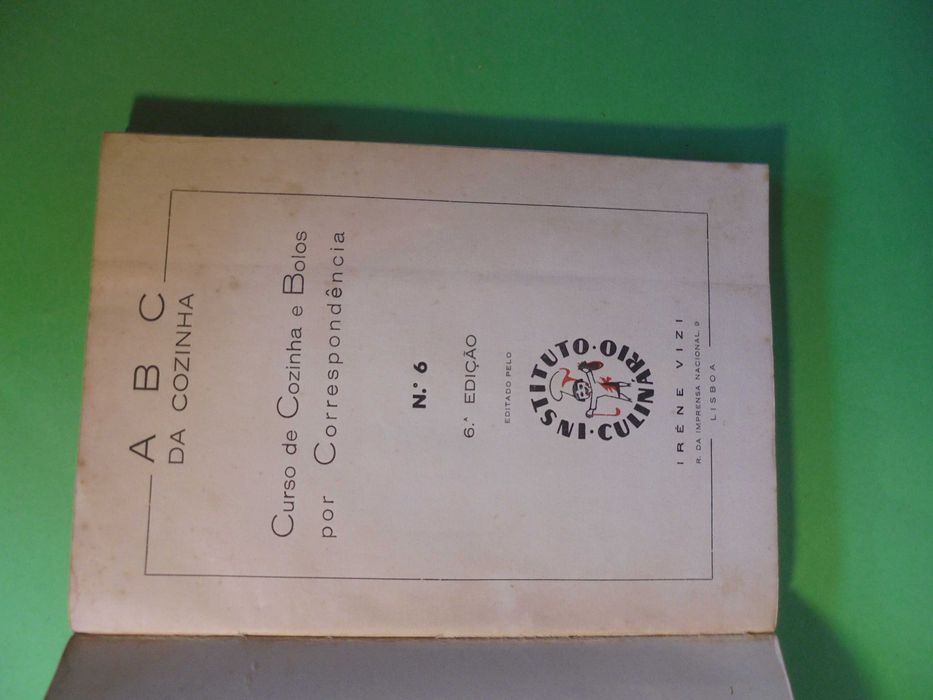 A B C
DA COZINHA
Curso de Cozinha e Bolos
por Correspondência
N.º 6
6.ª EDIÇÃO
EDITADO PELO
INSTITUTO · CULINÁRIO ·
IRÉNE VIZI
R. DA IMPRENSA NACIONAL, 9
LISBOA